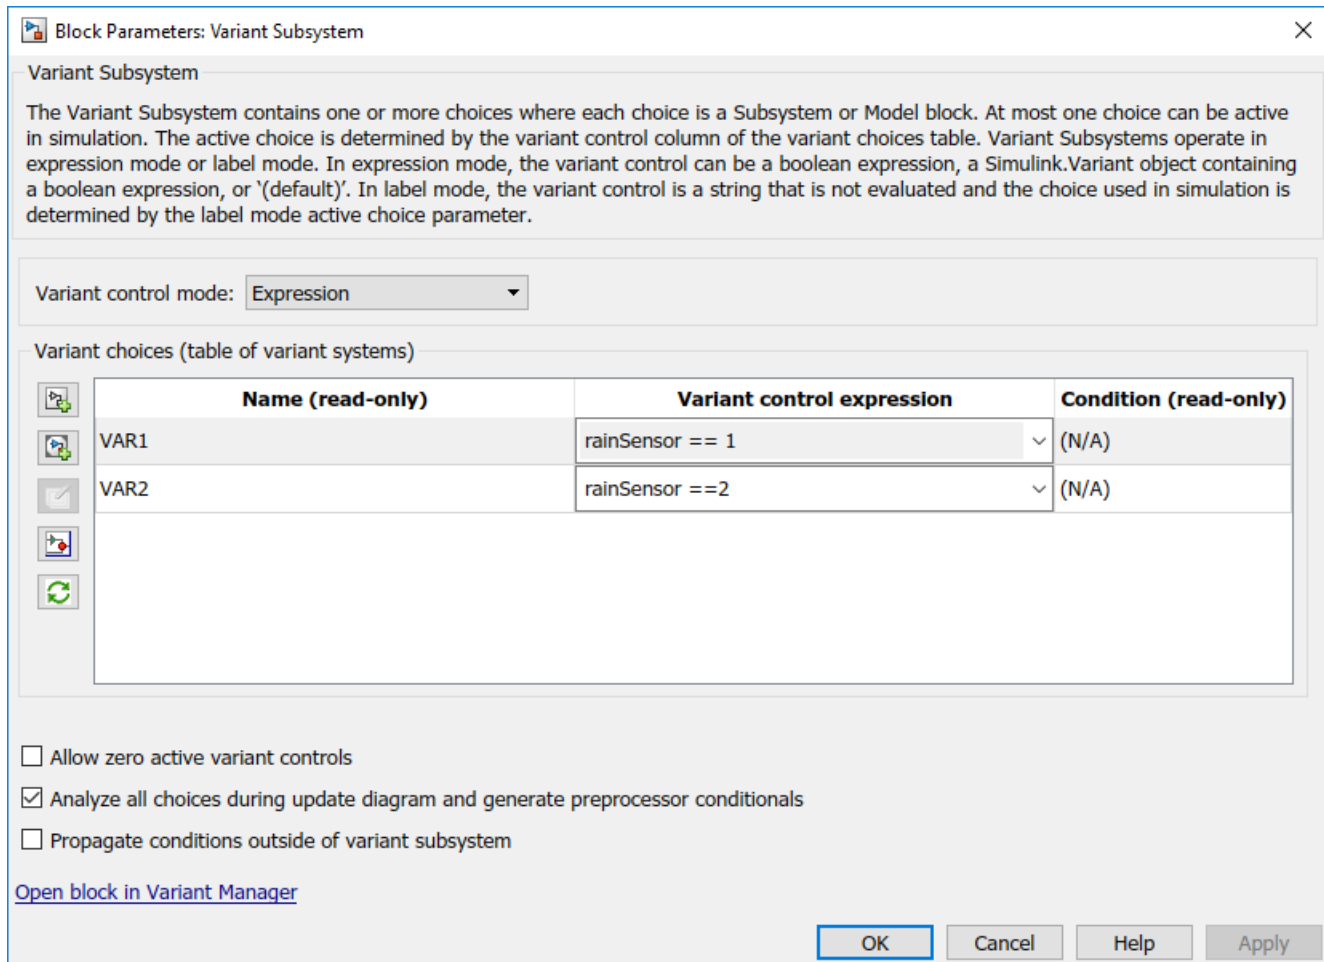 Block Parameters: Variant Subsystem
Variant Subsystem
The Variant Subsystem contains one or more choices where each choice is a Subsystem or Model block. At most one choice can be active
in simulation. The active choice is determined by the variant control column of the variant choices table. Variant Subsystems operate in
expression mode or label mode. In expression mode, the variant control can be a boolean expression, a Simulink.Variant object containing
a boolean expression, or '(default)'. In label mode, the variant control is a string that is not evaluated and the choice used in simulation is
determined by the label mode active choice parameter.
Variant control mode: Expression
Variant choices (table of variant systems)
Name (read-only) Variant control expression Condition (read-only)
VAR1 rainSensor == 1 (N/A)
VAR2 rainSensor ==2 (N/A)
Allow zero active variant controls
Analyze all choices during update diagram and generate preprocessor conditionals
Propagate conditions outside of variant subsystem
Open block in Variant Manager
OK Cancel Help Apply